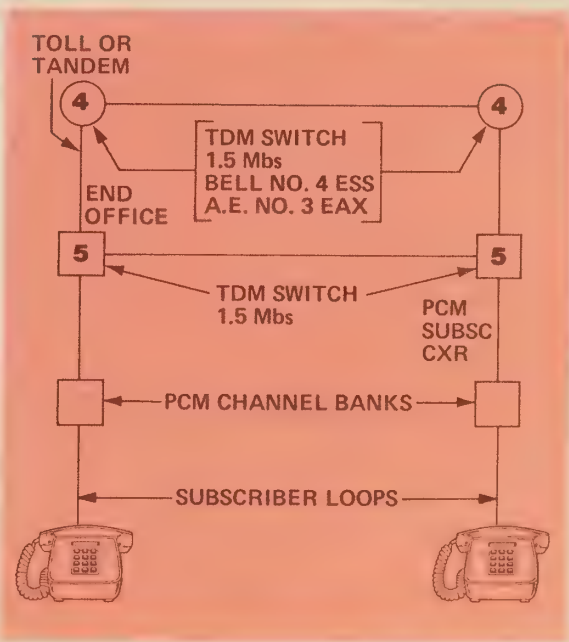 TOLL OR
TANDEM
4
4
TDM SWITCH
1.5 Mbs
BELL NO. 4 ESS
A.E. NO. 3 EAX
END
OFFICE
5
5
TDM SWITCH
1.5 Mbs
PCM
SUBSC
CXR
PCM CHANNEL BANKS
SUBSCRIBER LOOPS